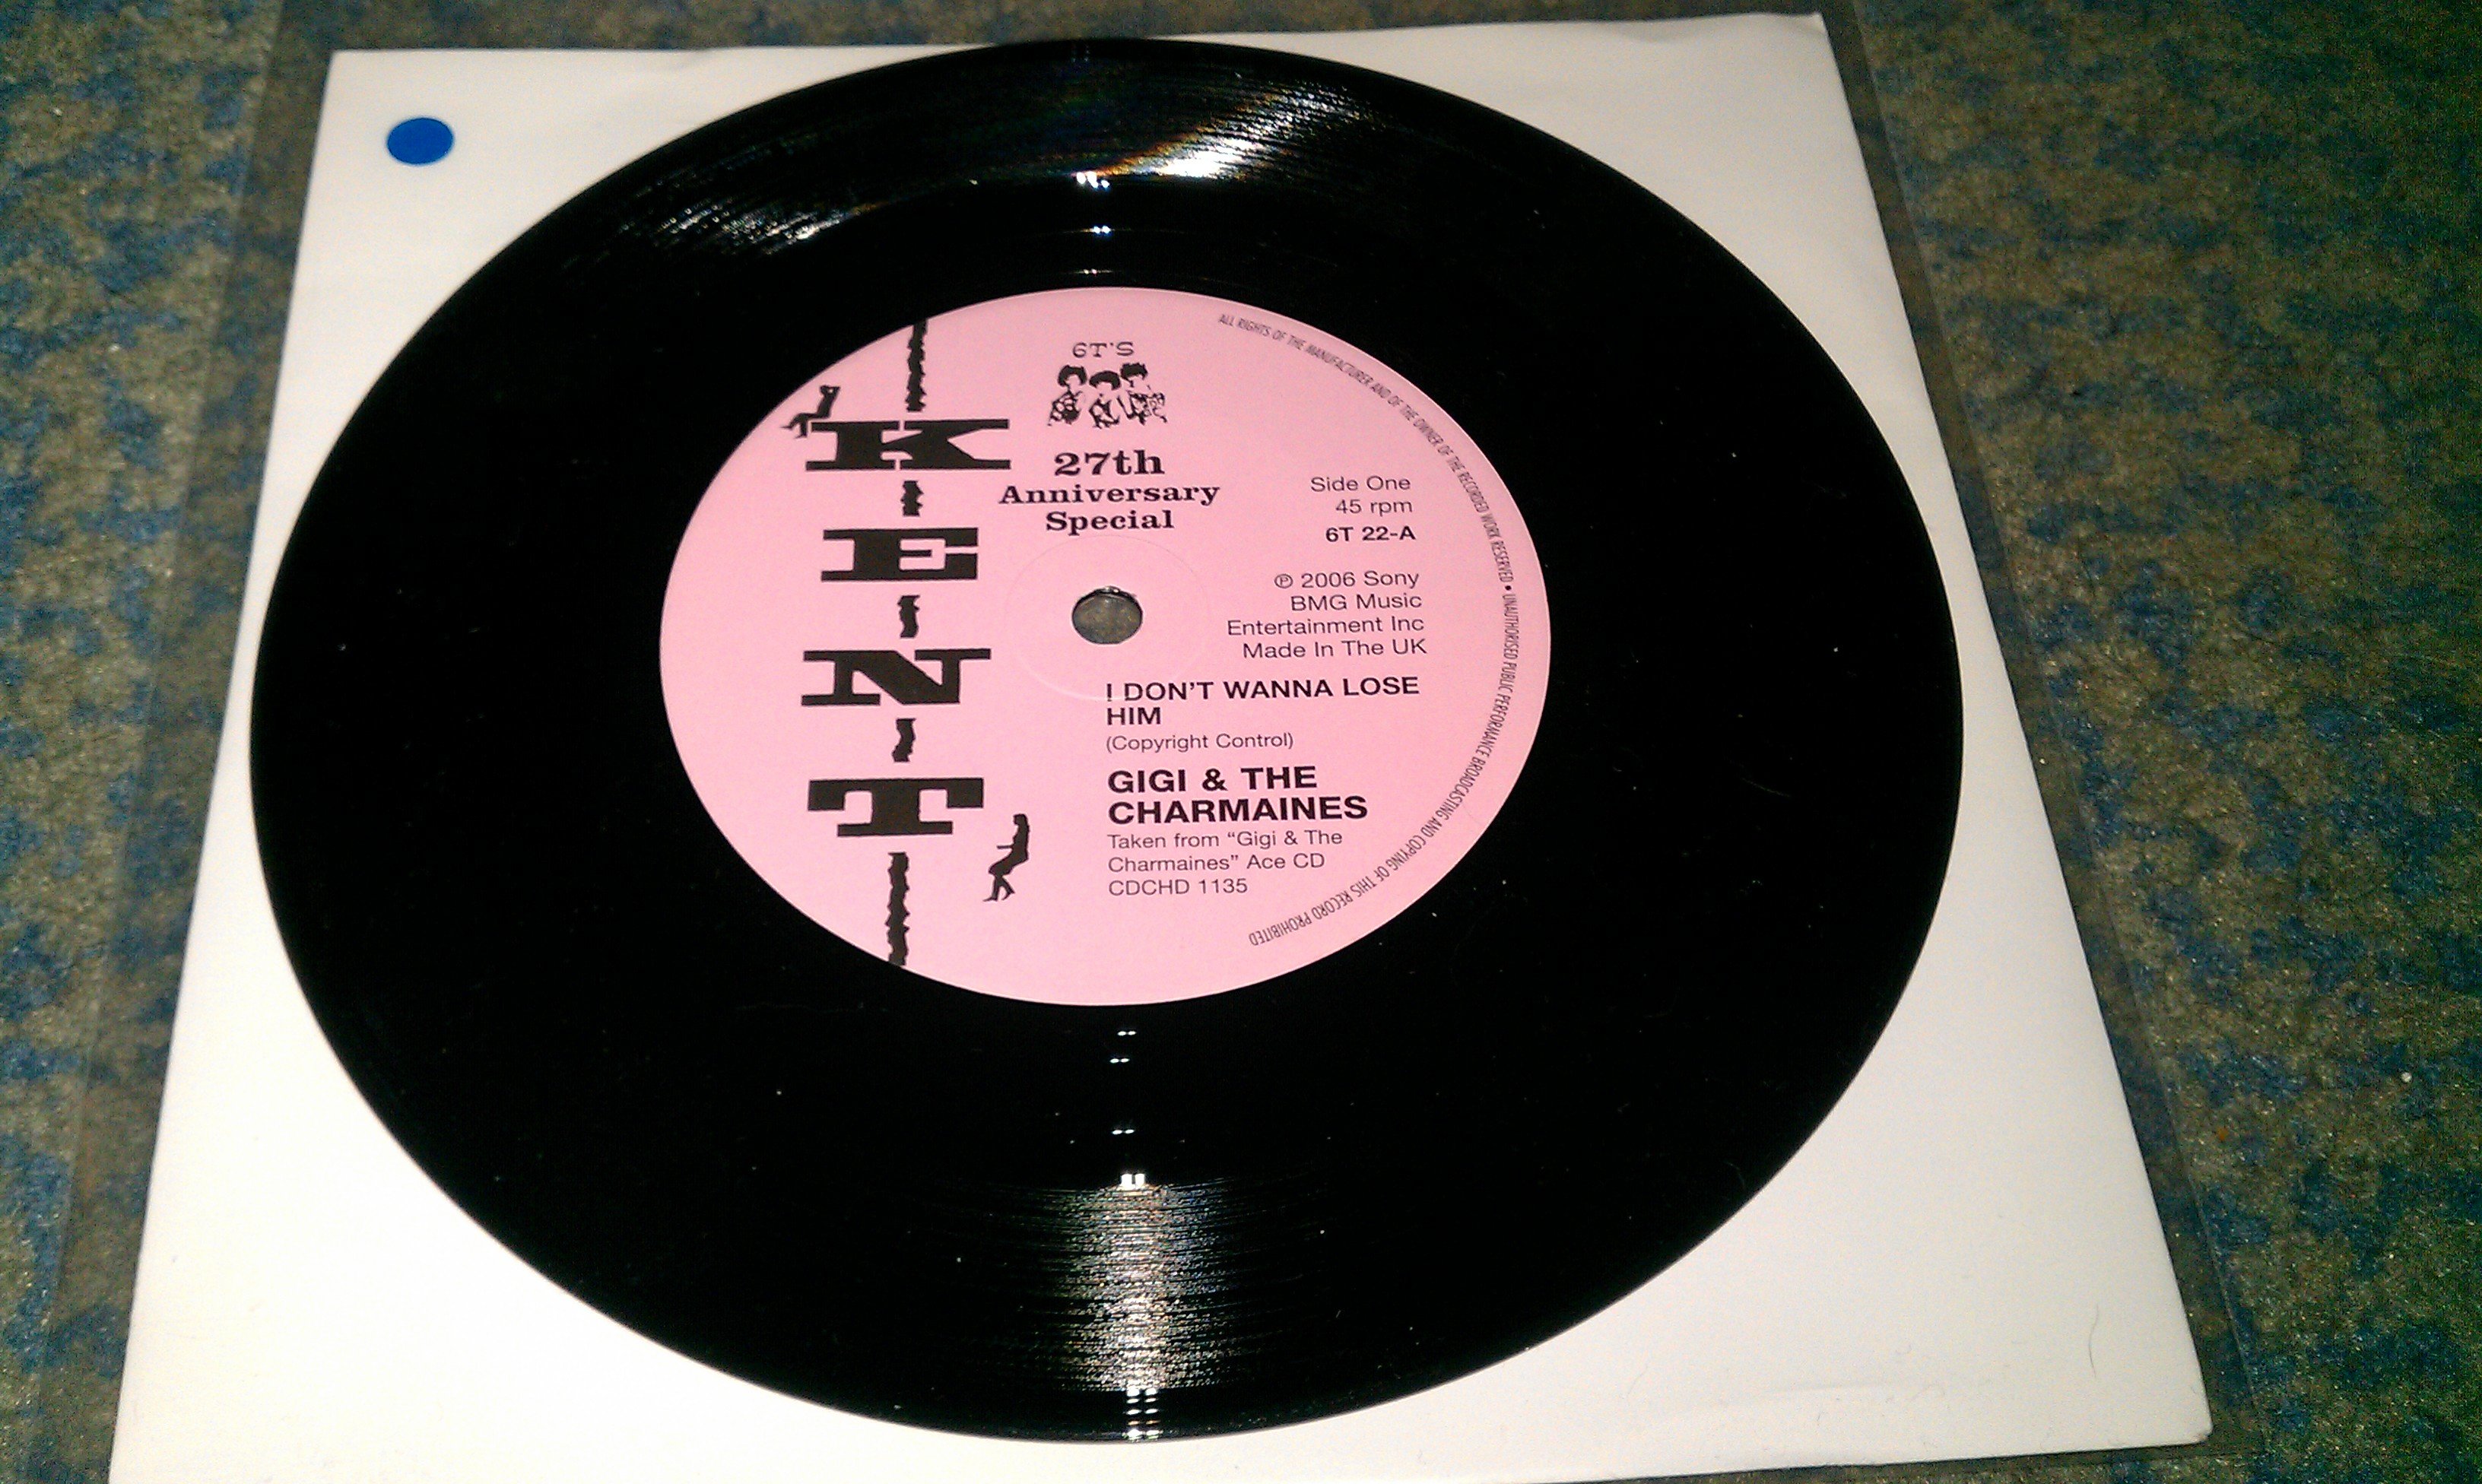 6T'S
KENT
27th
Anniversary
Special
Side One
45 rpm
6T 22-A
℗ 2006 Sony
BMG Music
Entertainment Inc
Made In The UK
I DON'T WANNA LOSE
HIM
(Copyright Control)
GIGI & THE
CHARMAINES
Taken from "Gigi & The
Charmaines" Ace CD
CDCHD 1135
ALL RIGHTS OF THE MANUFACTURER AND OF THE OWNER OF THE RECORDED WORK RESERVED • UNAUTHORISED PUBLIC PERFORMANCE BROADCASTING AND COPYING OF THIS RECORD PROHIBITED